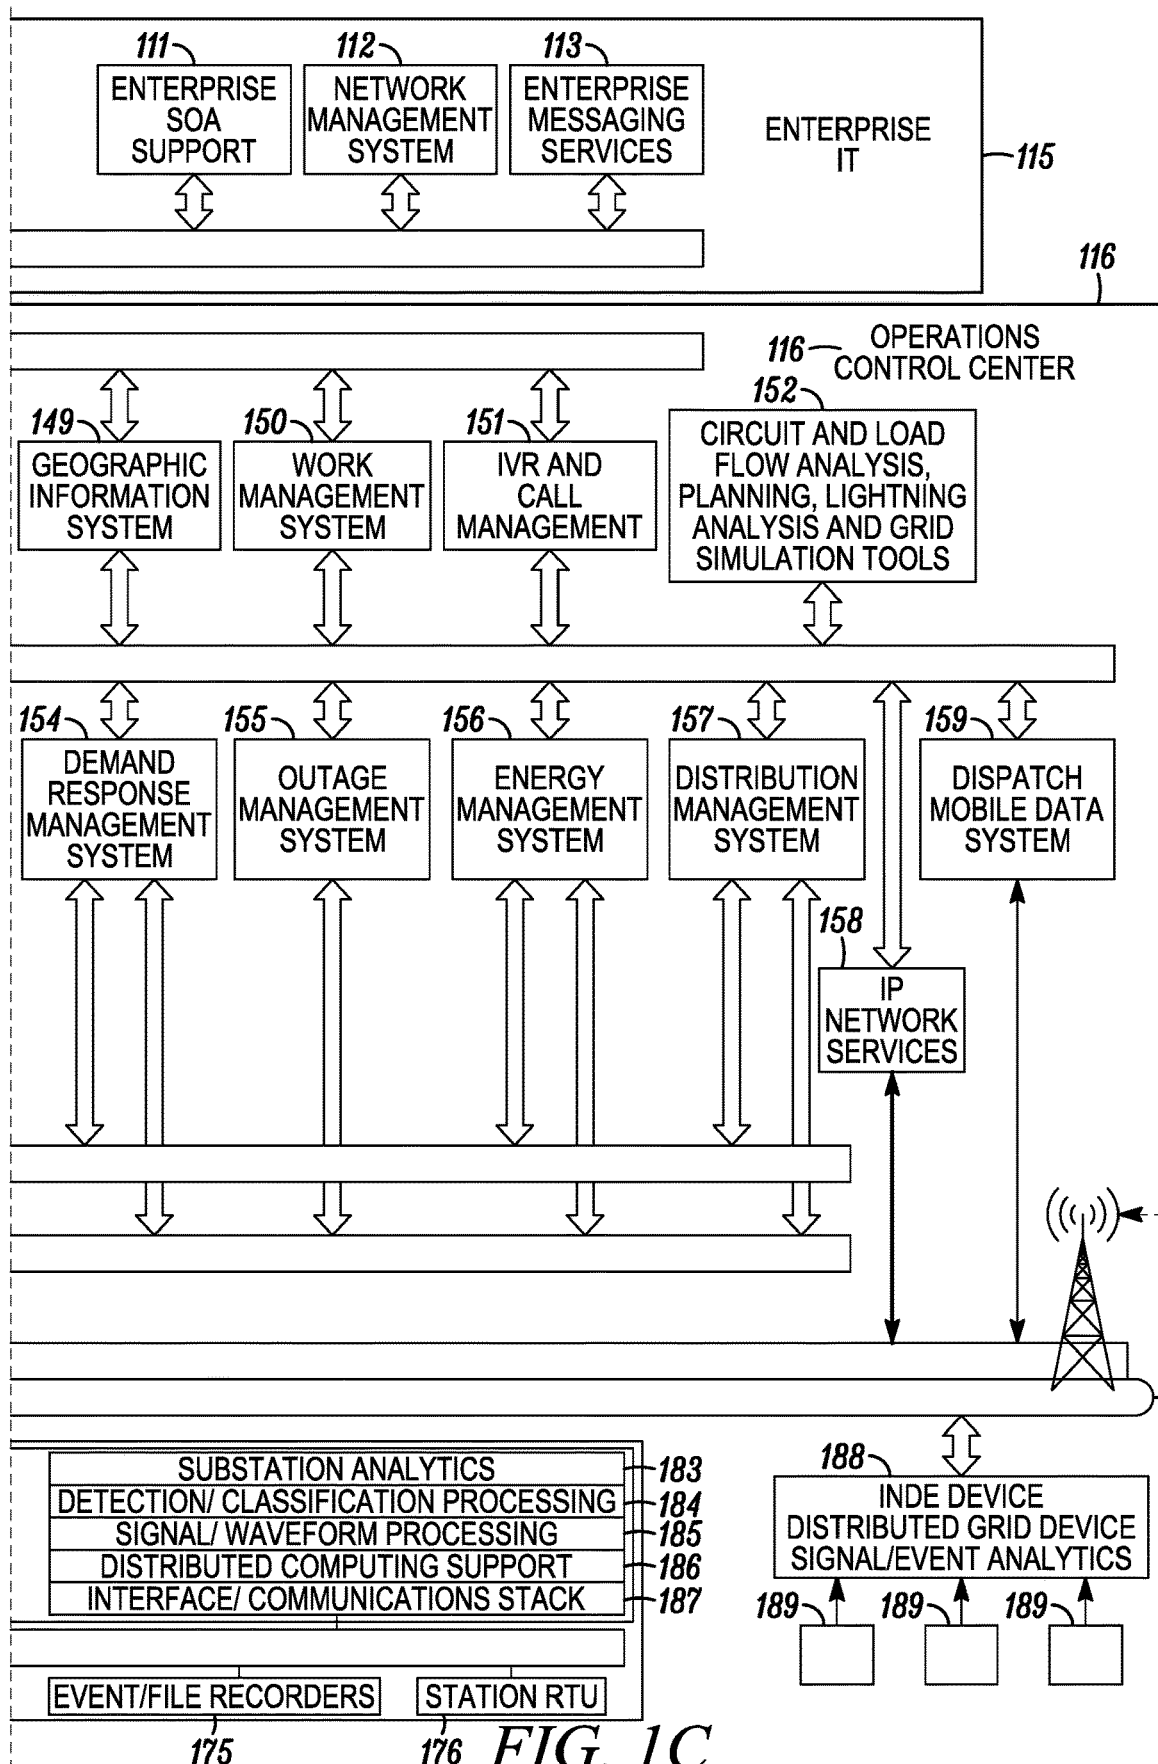 111
ENTERPRISE
SOA
SUPPORT
112
NETWORK
MANAGEMENT
SYSTEM
113
ENTERPRISE
MESSAGING
SERVICES
ENTERPRISE
IT
115
116
116
OPERATIONS
CONTROL CENTER
149
GEOGRAPHIC
INFORMATION
SYSTEM
150
WORK
MANAGEMENT
SYSTEM
151
IVR AND
CALL
MANAGEMENT
152
CIRCUIT AND LOAD
FLOW ANALYSIS,
PLANNING, LIGHTNING
ANALYSIS AND GRID
SIMULATION TOOLS
154
DEMAND
RESPONSE
MANAGEMENT
SYSTEM
155
OUTAGE
MANAGEMENT
SYSTEM
156
ENERGY
MANAGEMENT
SYSTEM
157
DISTRIBUTION
MANAGEMENT
SYSTEM
159
DISPATCH
MOBILE DATA
SYSTEM
158
IP
NETWORK
SERVICES
SUBSTATION ANALYTICS
183
DETECTION/ CLASSIFICATION PROCESSING
184
SIGNAL/ WAVEFORM PROCESSING
185
DISTRIBUTED COMPUTING SUPPORT
186
INTERFACE/ COMMUNICATIONS STACK
187
188
INDE DEVICE
DISTRIBUTED GRID DEVICE
SIGNAL/EVENT ANALYTICS
189
189
189
EVENT/FILE RECORDERS
STATION RTU
175
176
FIG. 1C